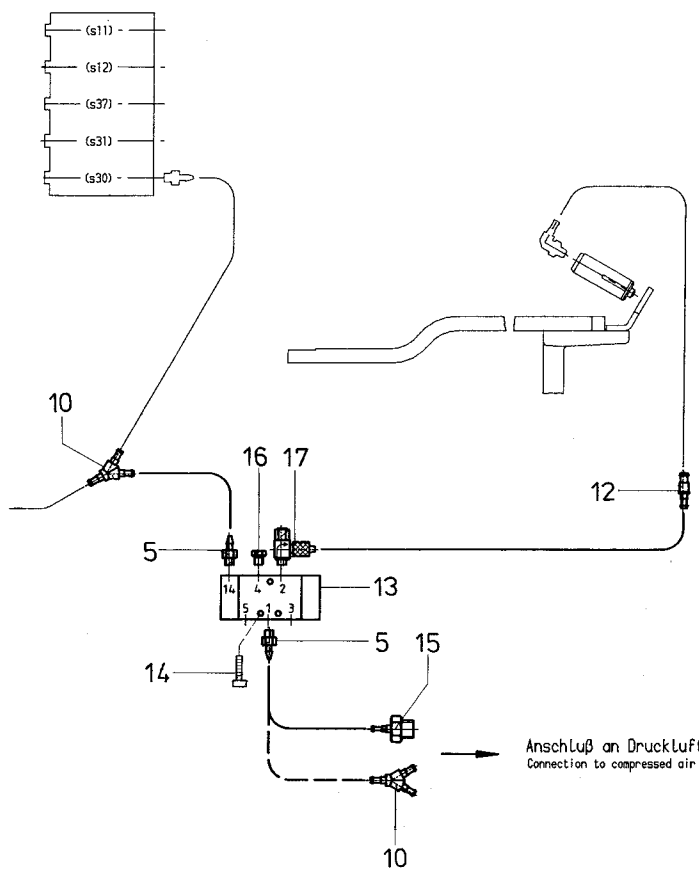 (s11)
(s12)
(s37)
(s31)
(s30)
10
16 17
12
5
13
14 4 2
5 1 3
5 15
14
Anschluß an Druckluft
Connection to compressed air
10